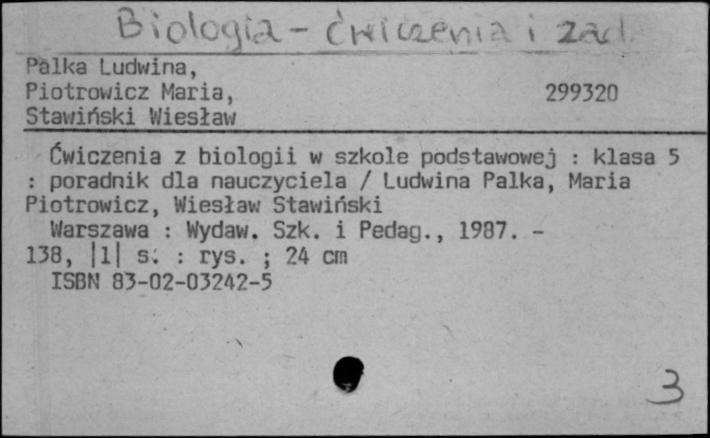 Biologia - ćwiczenia i zad.
Palka Ludwina,
Piotrowicz Maria, 299320
Stawiński Wiesław
Ćwiczenia z biologii w szkole podstawowej : klasa 5
: poradnik dla nauczyciela / Ludwina Palka, Maria
Piotrowicz, Wiesław Stawiński
Warszawa : Wydaw. Szk. i Pedag., 1987. -
138, |1| s. : rys. ; 24 cm
ISBN 83-02-03242-5
3